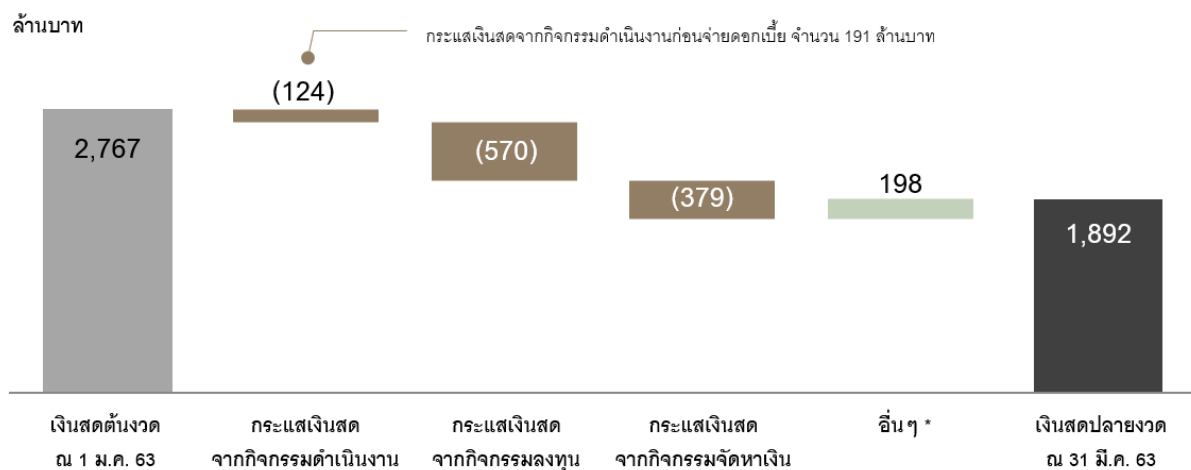 ล้านบาท
กระแสเงินสดจากกิจกรรมดำเนินงานก่อนจ่ายดอกเบี้ย จำนวน 191 ล้านบาท
(124)
2,767
(570)
(379)
198
1,892
เงินสดต้นงวด
ณ 1 ม.ค. 63
กระแสเงินสด
จากกิจกรรมดำเนินงาน
กระแสเงินสด
จากกิจกรรมลงทุน
กระแสเงินสด
จากกิจกรรมจัดหาเงิน
อื่นๆ *
เงินสดปลายงวด
ณ 31 มี.ค. 63